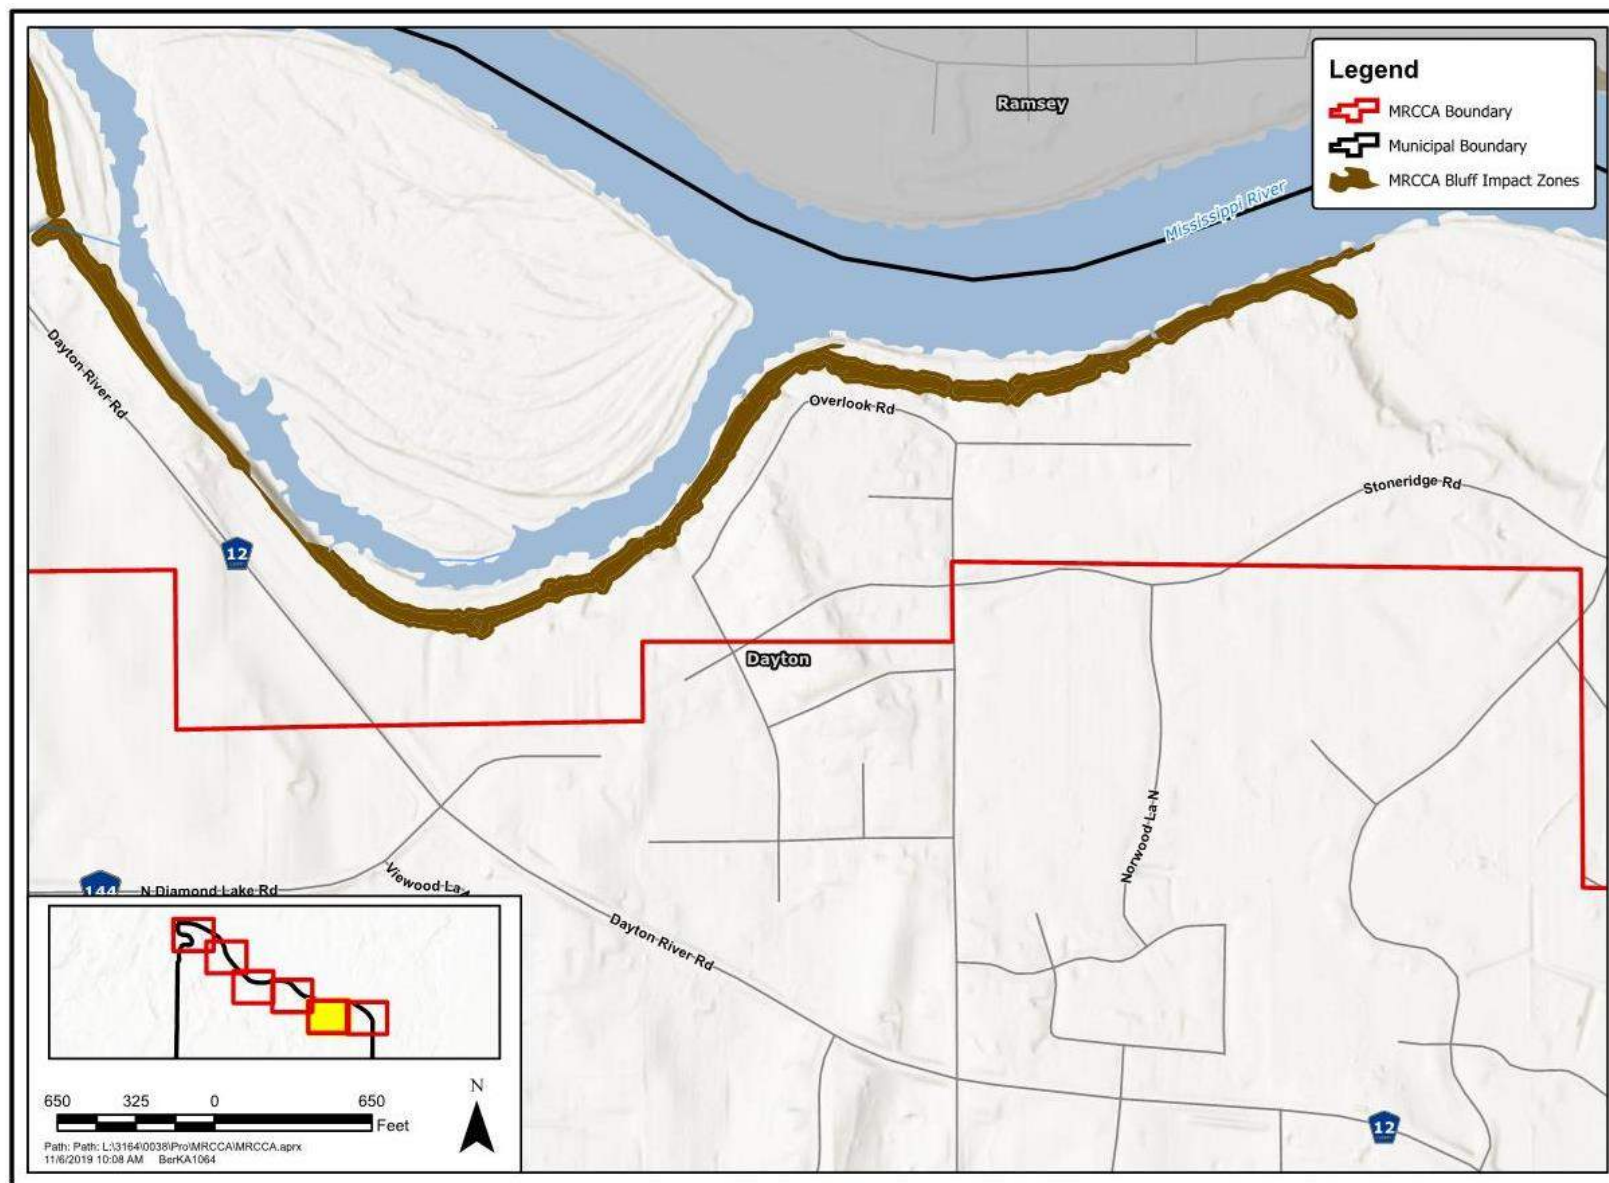 Legend
MRCCA Boundary
Municipal Boundary
MRCCA Bluff Impact Zones
Ramsey
Mississippi River
Dayton River Rd
Overlook Rd
Stoneridge Rd
12
Dayton
Norwood La N
144
N Diamond Lake Rd
Viewood La
Dayton River Rd
12
N
650 325 0 650
Feet
Path: Path: L:\3164\0038\Pro\MRCCA\MRCCA.aprx
11/6/2019 10:08 AM BerKA1064